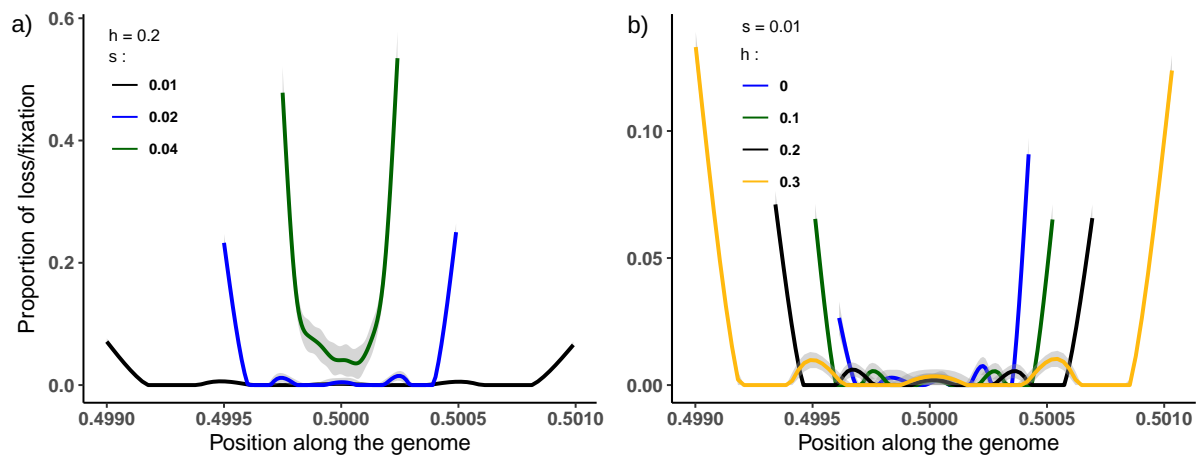 a)
h = 0.2
s :
0.01
0.02
0.04
Proportion of loss/fixation
0.6
0.4
0.2
0.0
0.4990 0.4995 0.5000 0.5005 0.5010
Position along the genome
b)
s = 0.01
h :
0
0.1
0.2
0.3
0.10
0.05
0.00
0.4990 0.4995 0.5000 0.5005 0.5010
Position along the genome